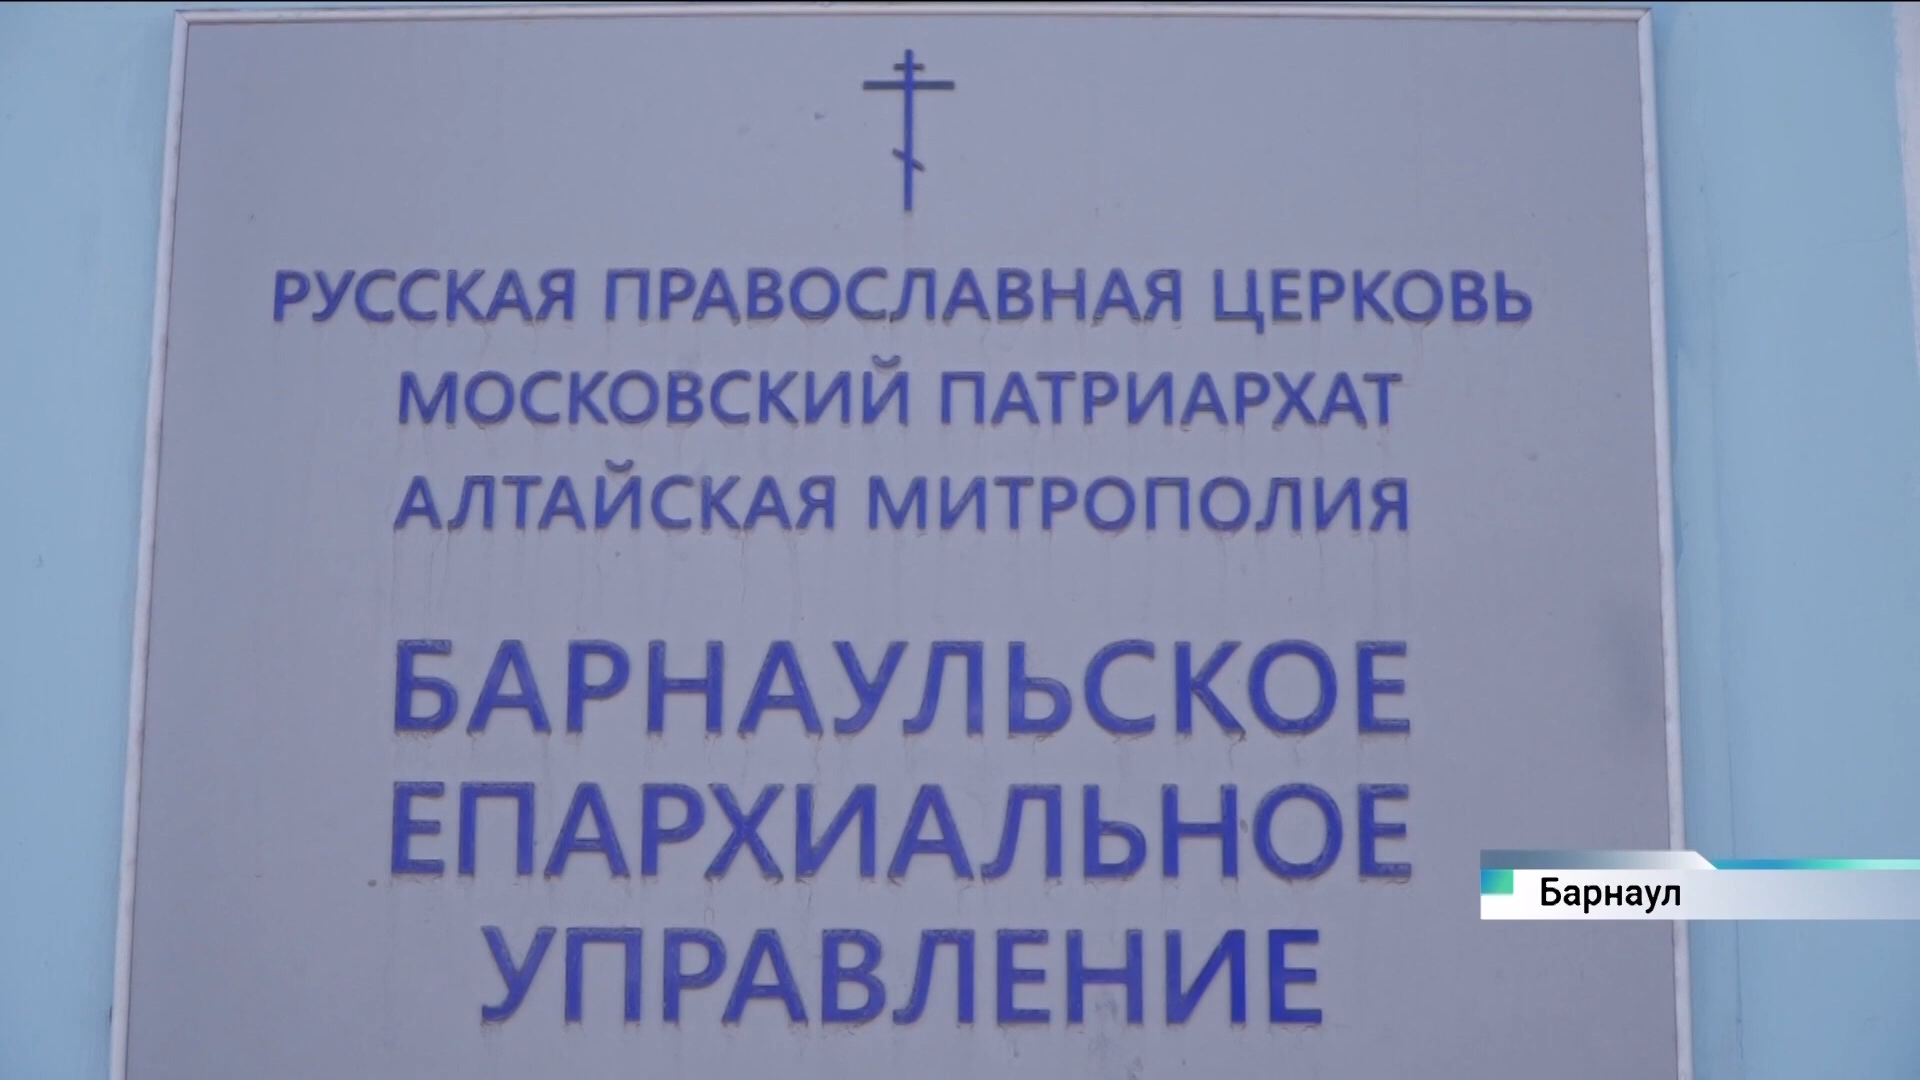 РУССКАЯ ПРАВОСЛАВНАЯ ЦЕРКОВЬ
МОСКОВСКИЙ ПАТРИАРХАТ
АЛТАЙСКАЯ МИТРОПОЛИЯ
БАРНАУЛЬСКОЕ
ЕПАРХИАЛЬНОЕ
УПРАВЛЕНИЕ
Барнаул